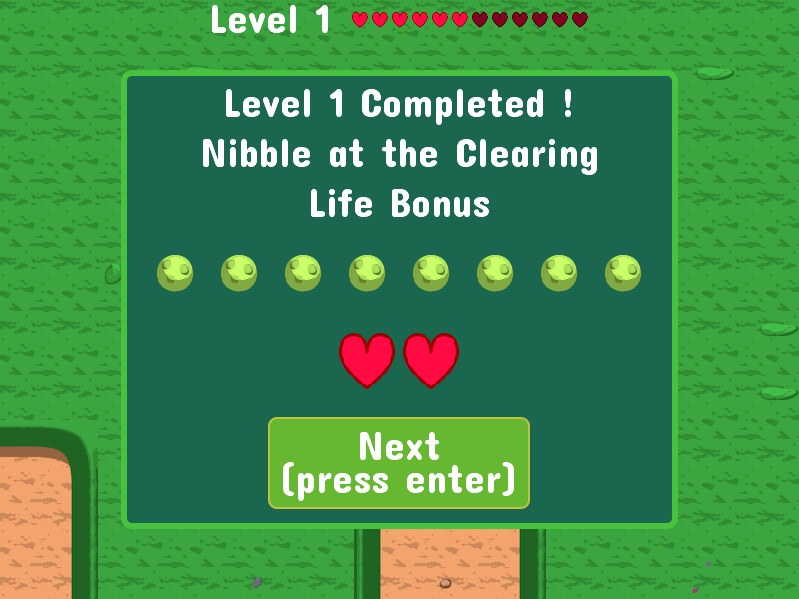 Level 1
Level 1 Completed !
Nibble at the Clearing
Life Bonus
Next
(press enter)